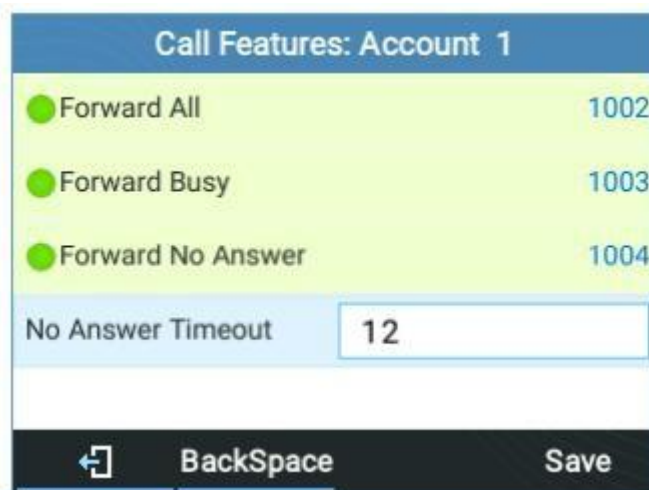 Call Features: Account 1
Forward All 1002
Forward Busy 1003
Forward No Answer 1004
No Answer Timeout 12
BackSpace Save